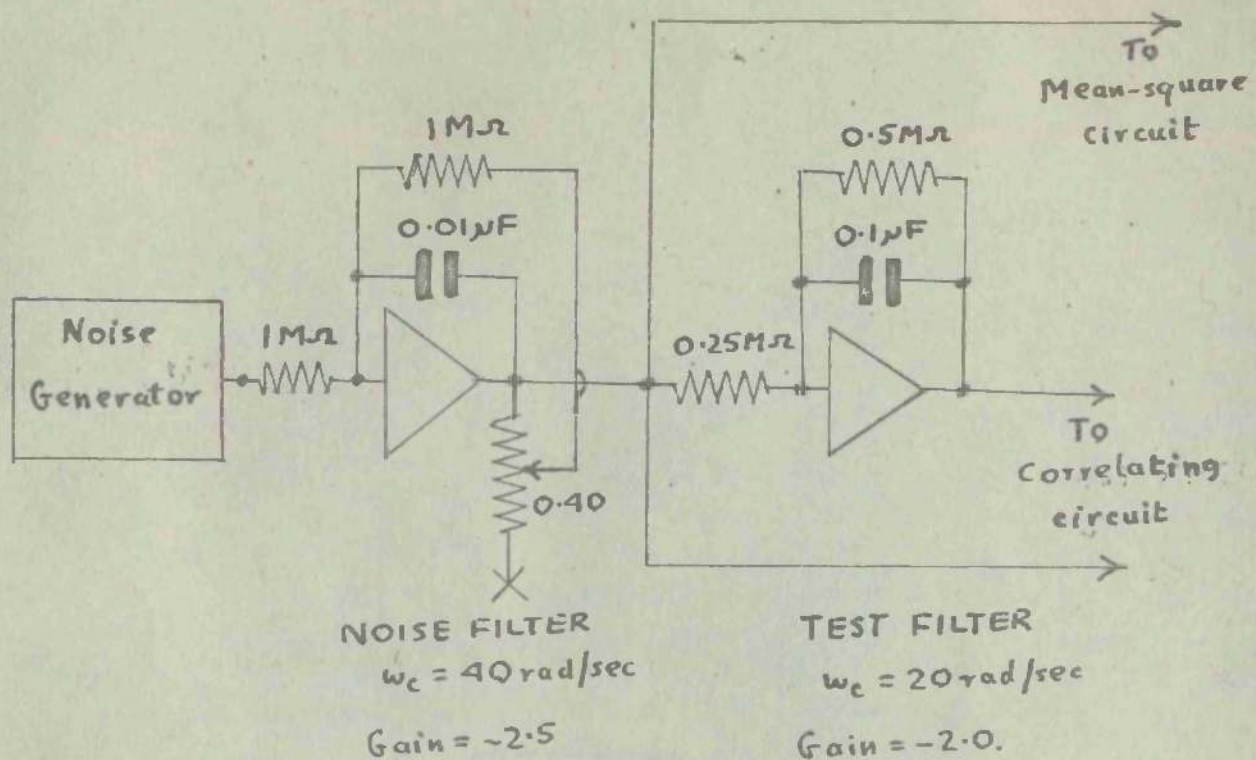 To
Mean-square
circuit
1MΩ
0.5MΩ
0.01μF
0.1μF
Noise
Generator
1MΩ
0.25MΩ
0.40
To
Correlating
circuit
NOISE FILTER
wc = 40 rad/sec
Gain = -2.5
TEST FILTER
wc = 20 rad/sec
Gain = -2.0.